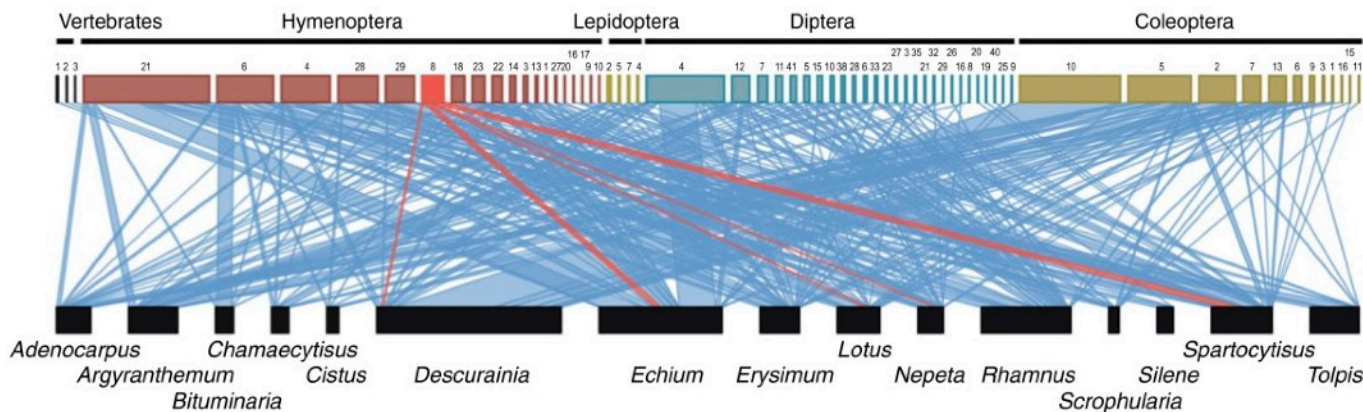 Vertebrates Hymenoptera Lepidoptera Diptera Coleoptera
16 17 27 3 35 32 26 20 40 15
1 2 3 21 6 4 28 29 8 18 23 22 14 3 13 1 27 20 10 2 5 7 4 4 12 7 11 41 5 15 10 38 28 6 33 23 21 29 16 8 19 25 9 10 5 2 7 13 6 9 3 1 16 11
Adenocarpus Chamaecytisus Lotus Spartocytisus
Argyranthemum Cistus Descurainia Echium Erysimum Nepeta Rhamnus Silene Tolpis
Bituminaria Scrophularia